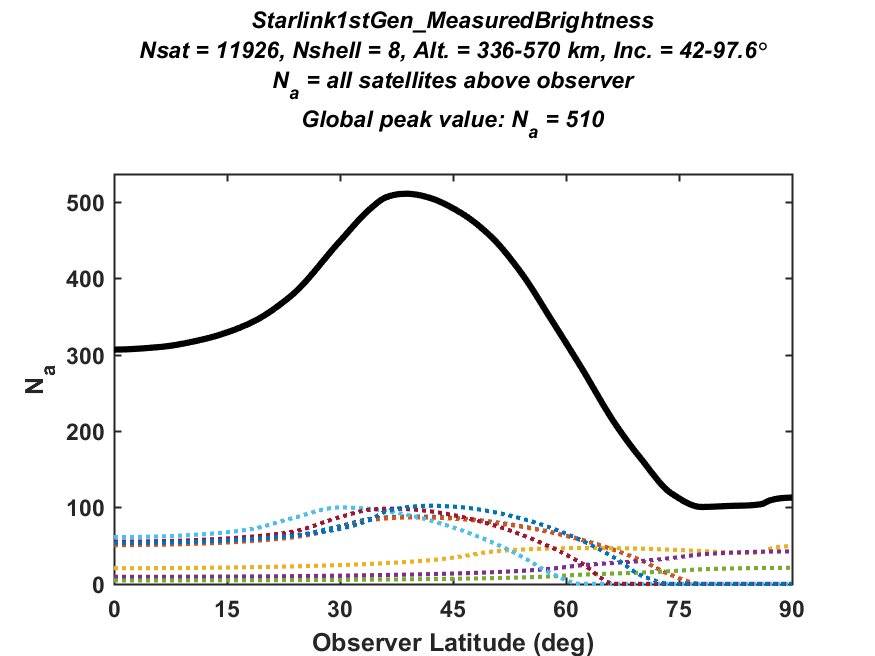 Starlink1stGen_MeasuredBrightness
Nsat = 11926, Nshell = 8, Alt. = 336-570 km, Inc. = 42-97.6°
Na = all satellites above observer
Global peak value: Na = 510
500
400
300
200
100
0
Na
0 15 30 45 60 75 90
Observer Latitude (deg)